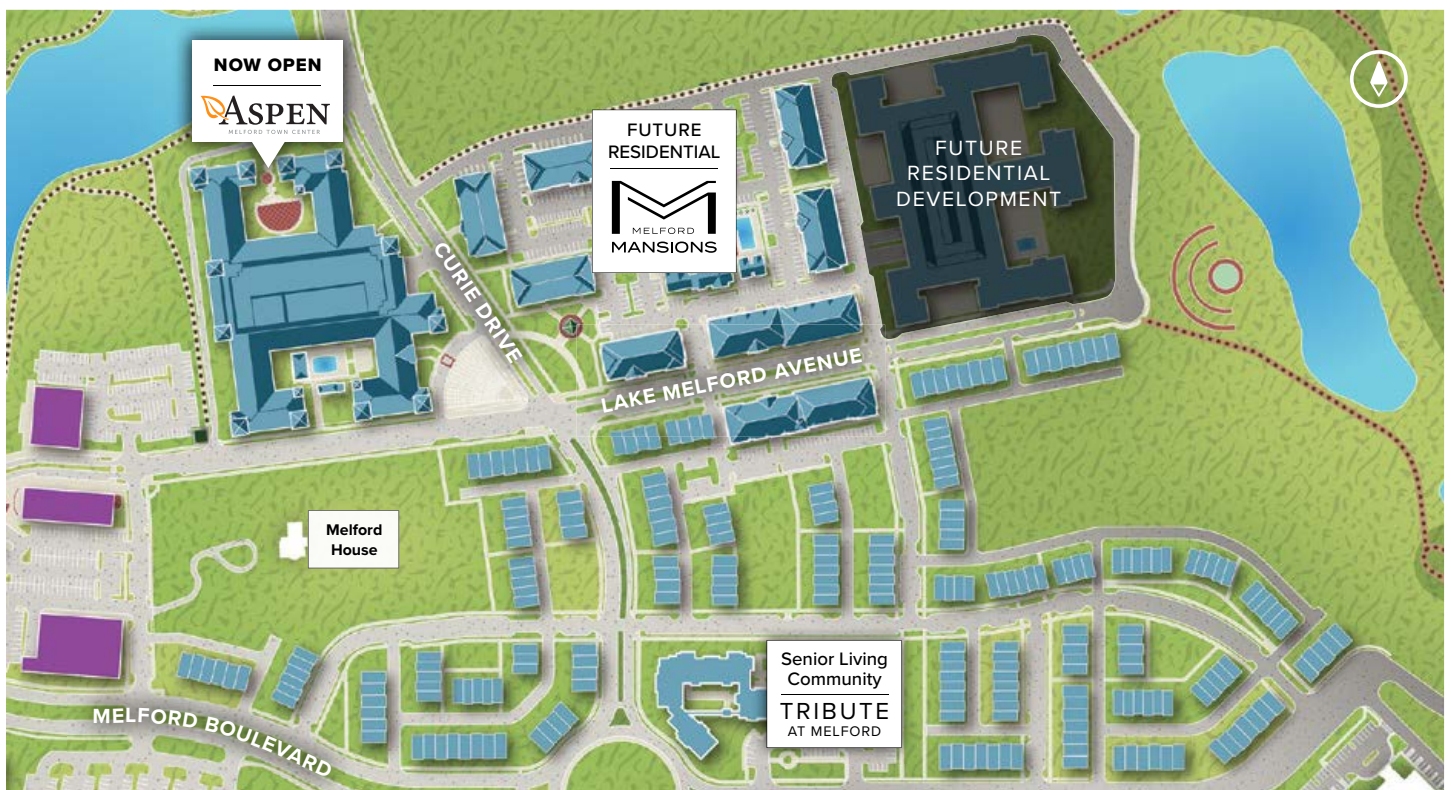 NOW OPEN
ASPEN
MELFORD TOWN CENTER
FUTURE
RESIDENTIAL
M
MELFORD
MANSIONS
FUTURE
RESIDENTIAL
DEVELOPMENT
CURIE DRIVE
LAKE MELFORD AVENUE
Melford
House
Senior Living
Community
TRIBUTE
AT MELFORD
MELFORD BOULEVARD